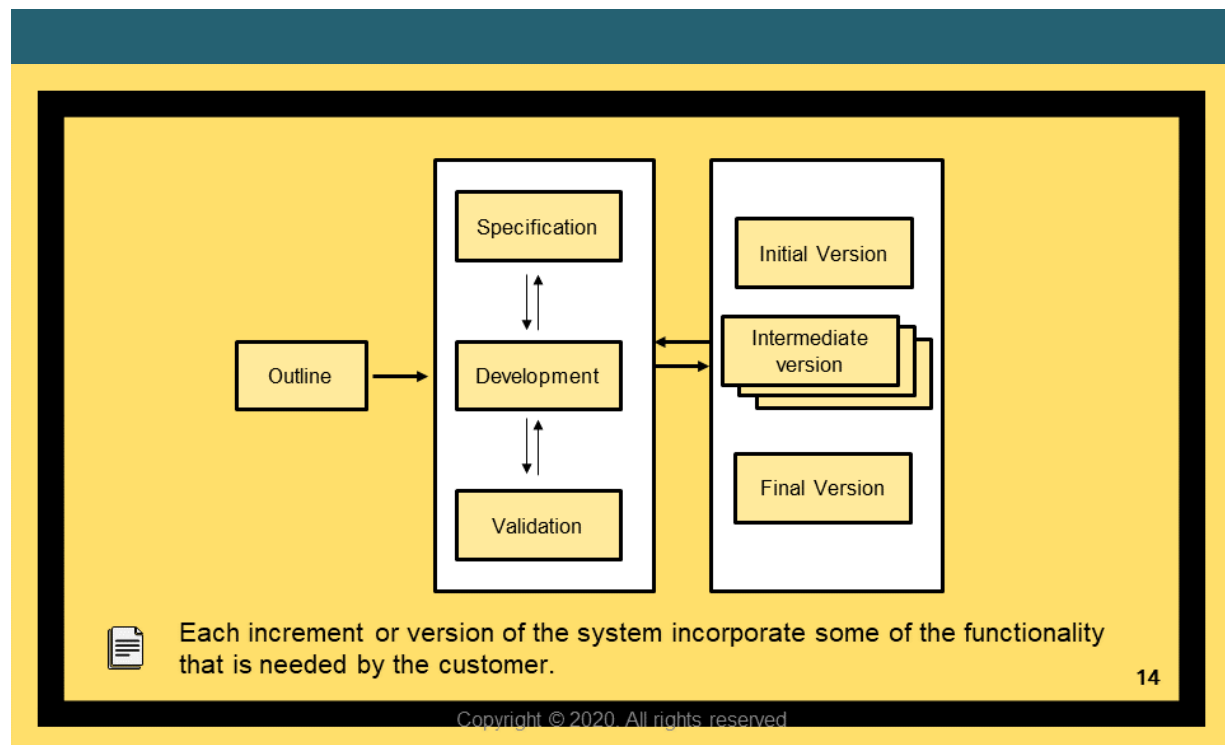 Specification
Initial Version
Intermediate
version
Outline
Development
Final Version
Validation
Each increment or version of the system incorporate some of the functionality
that is needed by the customer.
14
Copyright © 2020. All rights reserved